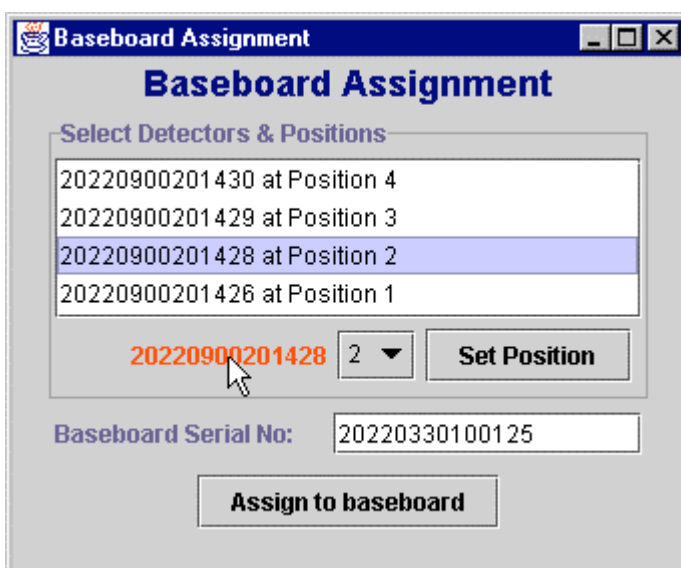 Baseboard Assignment
Baseboard Assignment
Select Detectors & Positions
20220900201430 at Position 4
20220900201429 at Position 3
20220900201428 at Position 2
20220900201426 at Position 1
20220900201428 2 Set Position
Baseboard Serial No: 20220330100125
Assign to baseboard